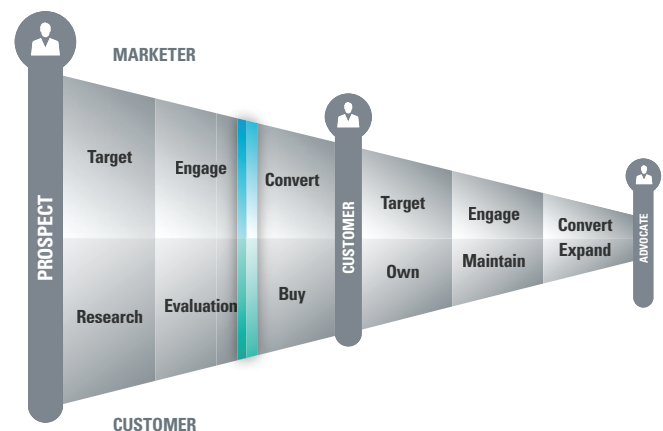 MARKETER
PROSPECT
Target
Engage
Convert
CUSTOMER
Target
Engage
Convert
ADVOCATE
Research
Evaluation
Buy
Own
Maintain
Expand
CUSTOMER